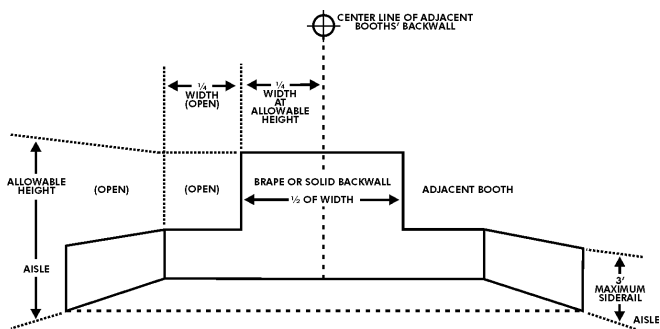 CENTER LINE OF ADJACENT
BOOTHS' BACKWALL
¼
WIDTH
(OPEN)
¼
WIDTH
AT
ALLOWABLE
HEIGHT
ALLOWABLE
HEIGHT
(OPEN)
(OPEN)
BRAPE OR SOLID BACKWALL
½ OF WIDTH
ADJACENT BOOTH
AISLE
3'
MAXIMUM
SIDERAIL
AISLE